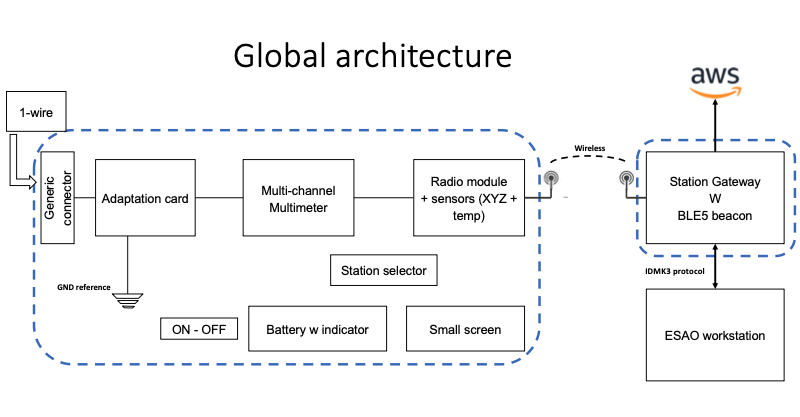 Global architecture
aws
1-wire
Wireless
Generic
connector
Adaptation card
Multi-channel
Multimeter
Radio module
+ sensors (XYZ +
temp)
Station Gateway
W
BLE5 beacon
Station selector
GND reference
IDMK3 protocol
ON - OFF
Battery w indicator
Small screen
ESAO workstation